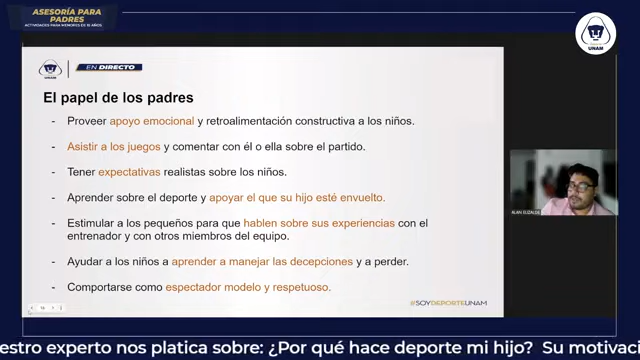 ASESORÍA PARA
PADRES
ACTIVIDADES PARA MENORES DE 15 AÑOS
UNAM
UNAM
EN DIRECTO
El papel de los padres
- Proveer apoyo emocional y retroalimentación constructiva a los niños.
- Asistir a los juegos y comentar con él o ella sobre el partido.
- Tener expectativas realistas sobre los niños.
- Aprender sobre el deporte y apoyar el que su hijo esté envuelto.
- Estimular a los pequeños para que hablen sobre sus experiencias con el
entrenador y con otros miembros del equipo.
- Ayudar a los niños a aprender a manejar las decepciones y a perder.
- Comportarse como espectador modelo y respetuoso.
#SOYDEPORTEUNAM
ALAN ELIZALDE
estro experto nos platica sobre: ¿Por qué hace deporte mi hijo? Su motivaci